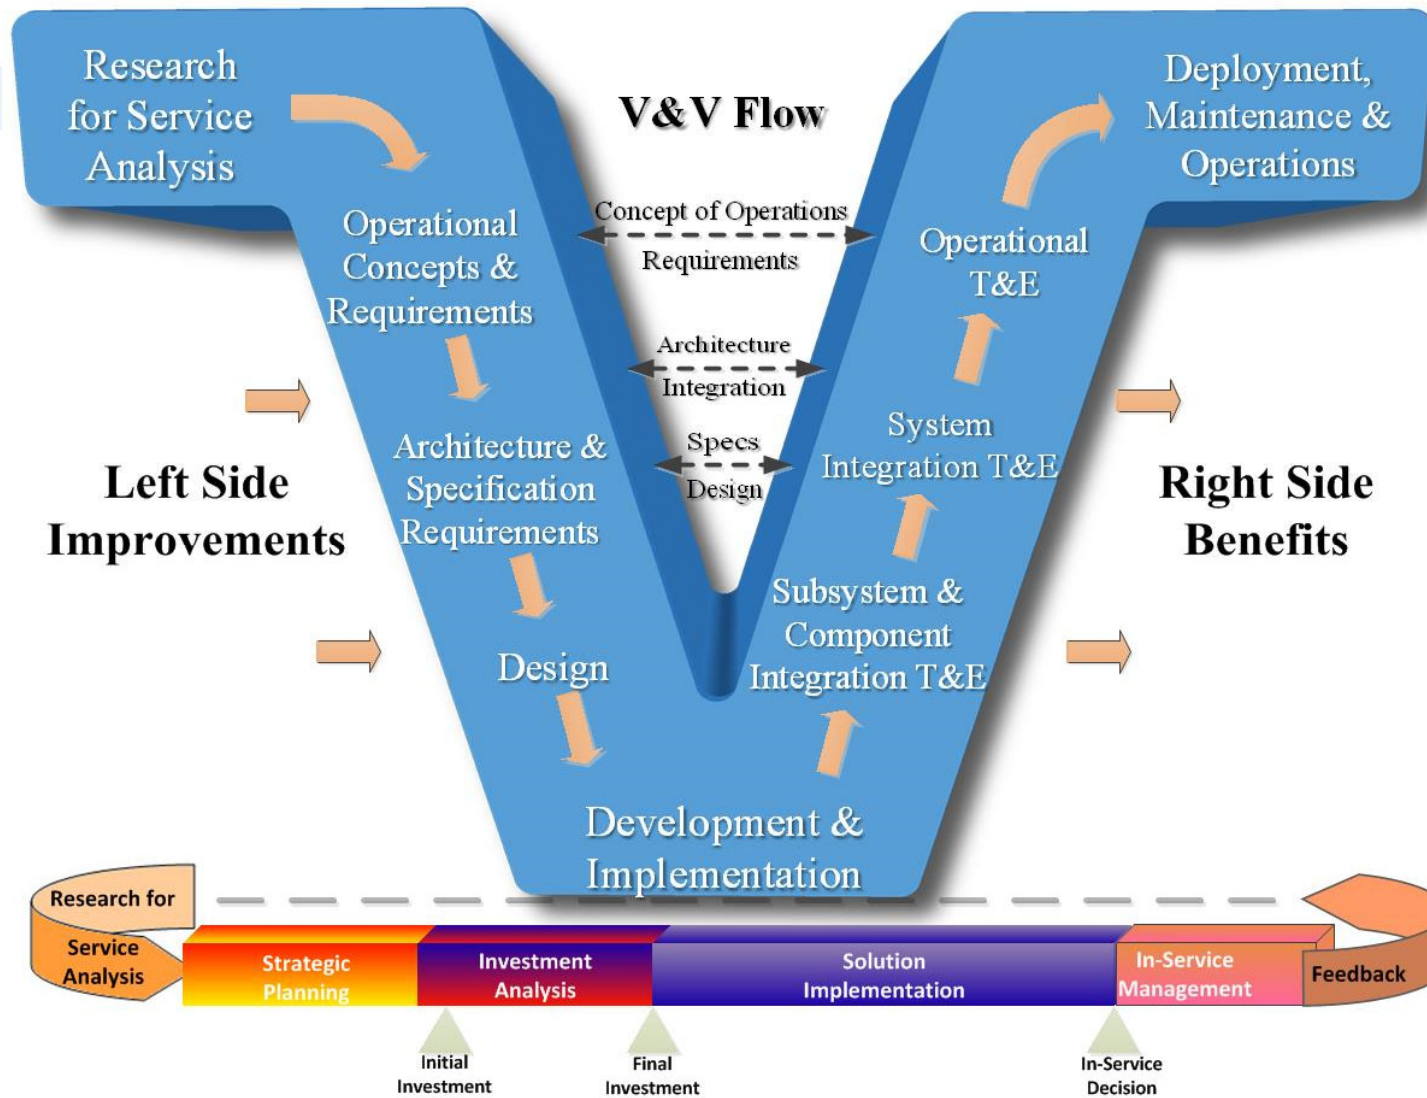 Research
for Service
Analysis
Operational
Concepts &
Requirements
Architecture &
Specification
Requirements
Design
Development &
Implementation
Subsystem &
Component
Integration T&E
System
Integration T&E
Operational
T&E
Deployment,
Maintenance &
Operations
V&V Flow
Concept of Operations
Requirements
Architecture
Integration
Specs
Design
Left Side
Improvements
Right Side
Benefits
Research for
Service
Analysis
Strategic
Planning
Investment
Analysis
Solution
Implementation
In-Service
Management
Feedback
Initial
Investment
Final
Investment
In-Service
Decision